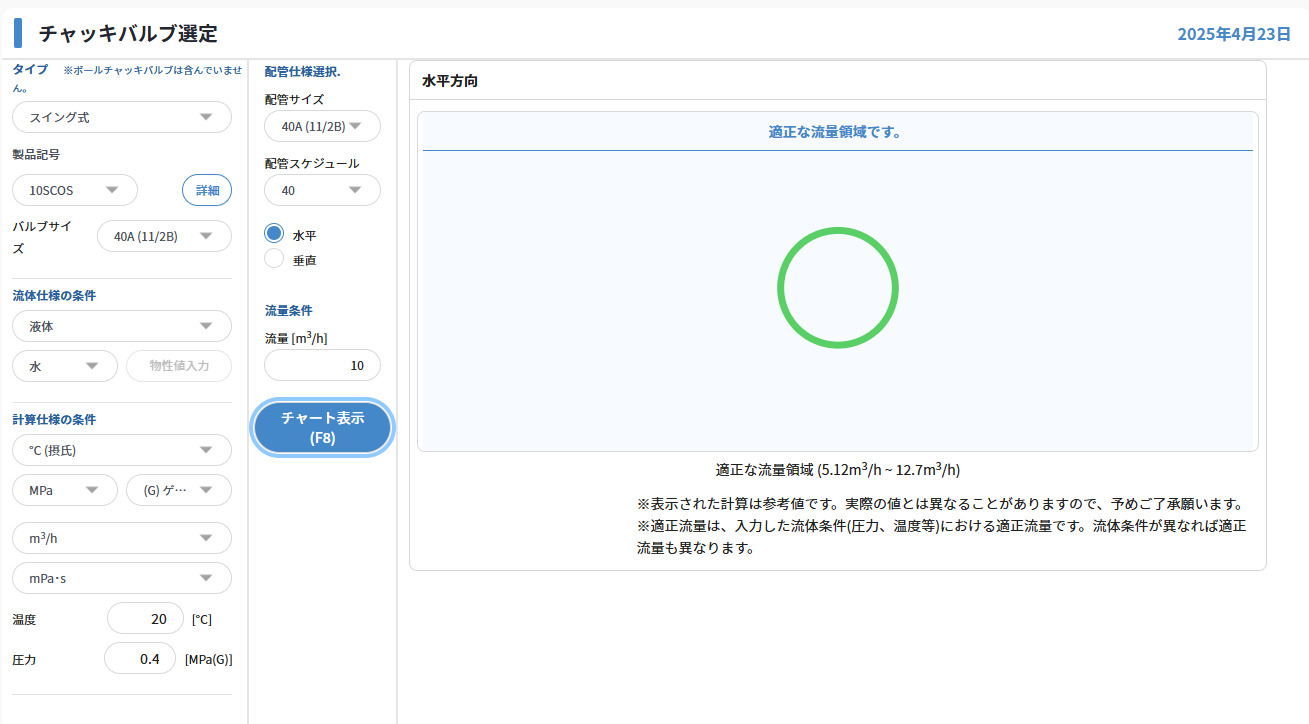 チャッキバルブ選定
2025年4月23日
タイプ ※ボールチャッキバルブは含んでいませ
ん。
スイング式
製品記号
10SCOS
詳細
バルブサイ
ズ
40A (11/2B)
流体仕様の条件
液体
水
物性値入力
計算仕様の条件
℃ (摂氏)
MPa
(G) ゲ…
m³/h
mPa・s
温度 20 [℃]
圧力 0.4 [MPa(G)]
配管仕様選択.
配管サイズ
40A (11/2B)
配管スケジュール
40
水平
垂直
流量条件
流量 [m³/h]
10
チャート表示
(F8)
水平方向
適正な流量領域です。
適正な流量領域 (5.12m³/h ~ 12.7m³/h)
※表示された計算は参考値です。実際の値とは異なることがありますので、予めご了承願います。
※適正流量は、入力した流体条件(圧力、温度等)における適正流量です。流体条件が異なれば適正
流量も異なります。